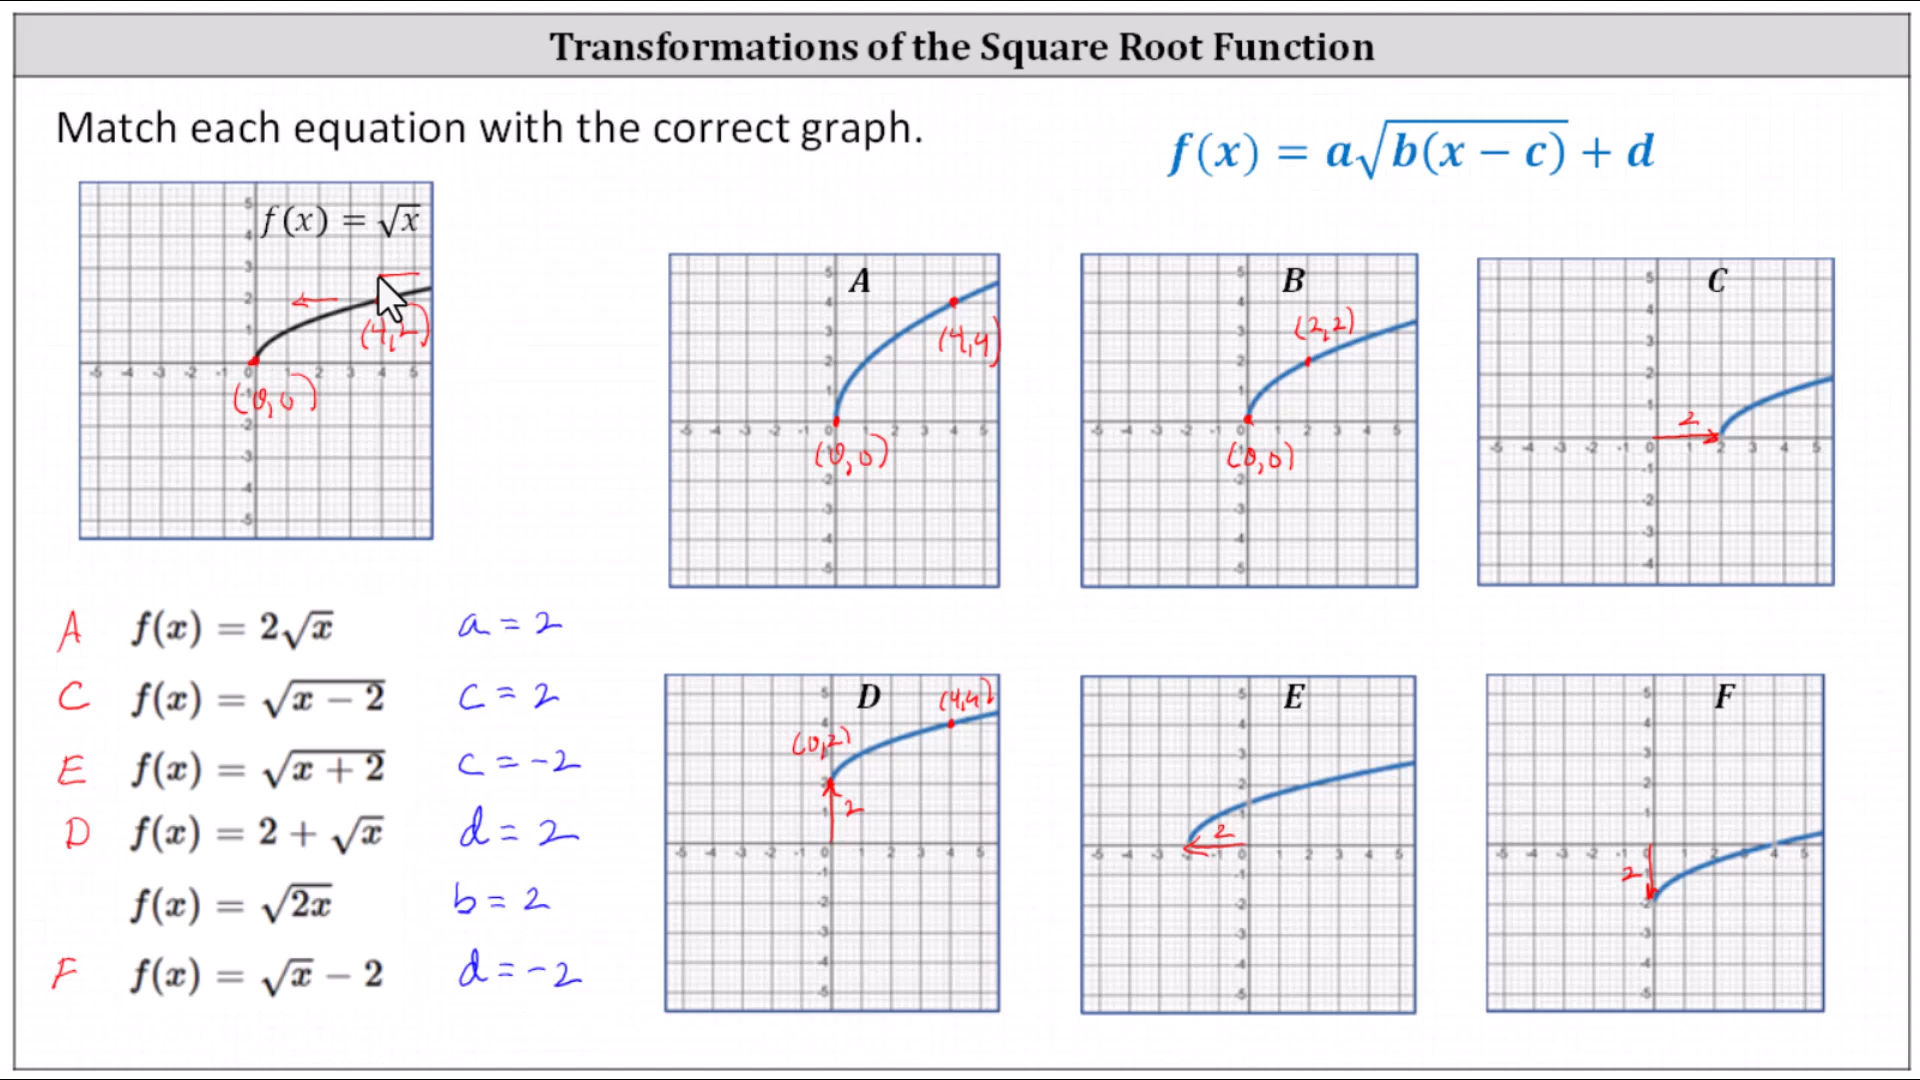 Transformations of the Square Root Function
Match each equation with the correct graph.
f(x) = a√(b(x − c)) + d
f(x) = √x
(4,2)
(0,0)
A
(4,4)
(0,0)
B
(2,2)
(0,0)
C
2
A f(x) = 2√x a = 2
C f(x) = √(x − 2) c = 2
E f(x) = √(x + 2) c = -2
D f(x) = 2 + √x d = 2
f(x) = √(2x) b = 2
F f(x) = √x − 2 d = -2
D
(4,4)
(0,2)
2
E
2
F
2